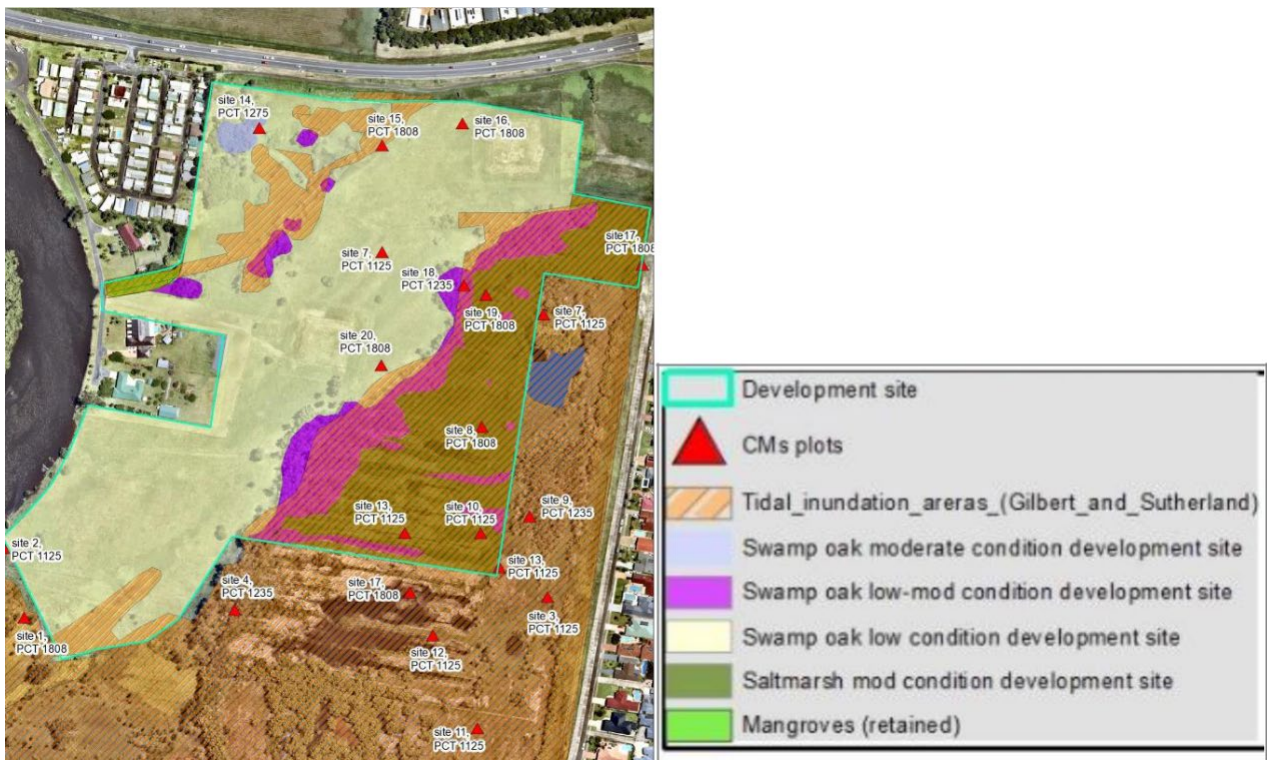 site 14,
PCT 1275
site 15,
PCT 1808
site 16,
PCT 1808
site17,
PCT 1808
site 7,
PCT 1125
site 18,
PCT 1235
site 19,
PCT 1808
site 7,
PCT 1125
site 20,
PCT 1808
site 8,
PCT 1808
site 13,
PCT 1125
site 10,
PCT 1125
site 9,
PCT 1235
site 2,
PCT 1125
site 13,
PCT 1125
site 4,
PCT 1235
site 17,
PCT 1808
site 3,
PCT 1125
site 1,
PCT 1808
site 12,
PCT 1125
site 11,
PCT 1125
Development site
CMs plots
Tidal_inundation_areras_(Gilbert_and_Sutherland)
Swamp oak moderate condition development site
Swamp oak low-mod condition development site
Swamp oak low condition development site
Saltmarsh mod condition development site
Mangroves (retained)